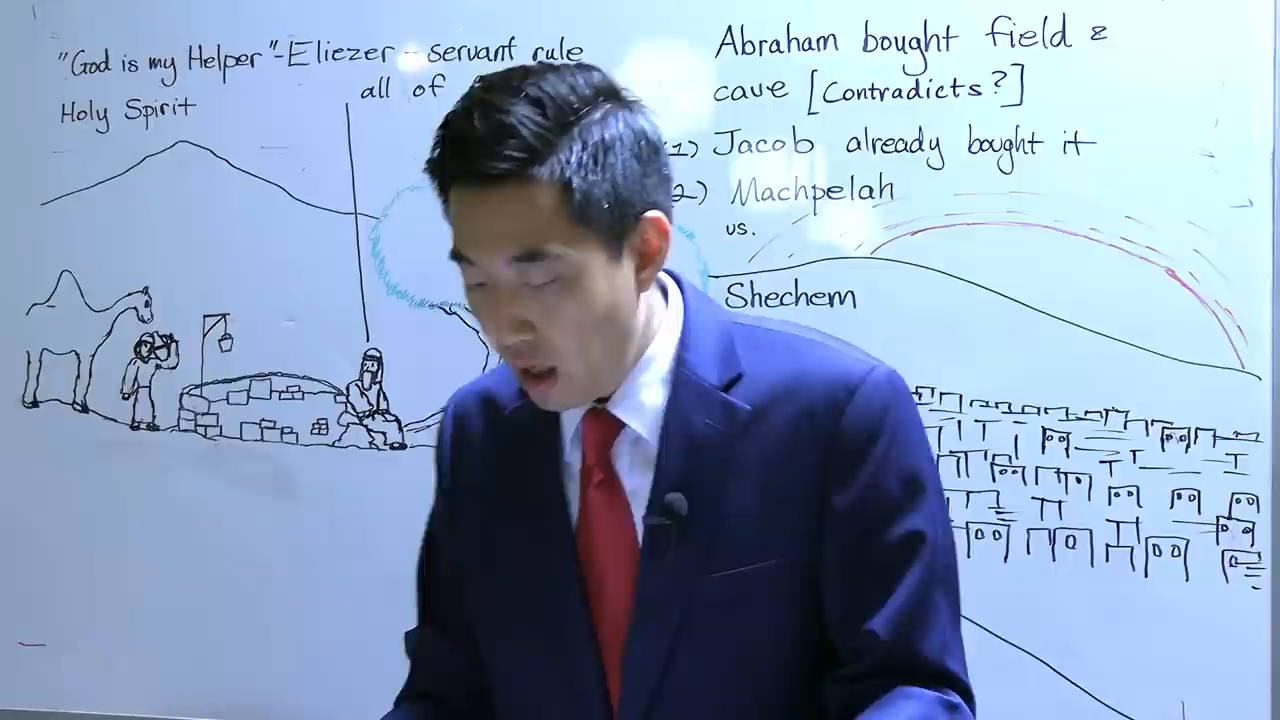 "God is my Helper"-Eliezer - servant rule
all of
Holy Spirit
Abraham bought field &
cave [Contradicts?]
1) Jacob already bought it
2) Machpelah
vs.
Shechem